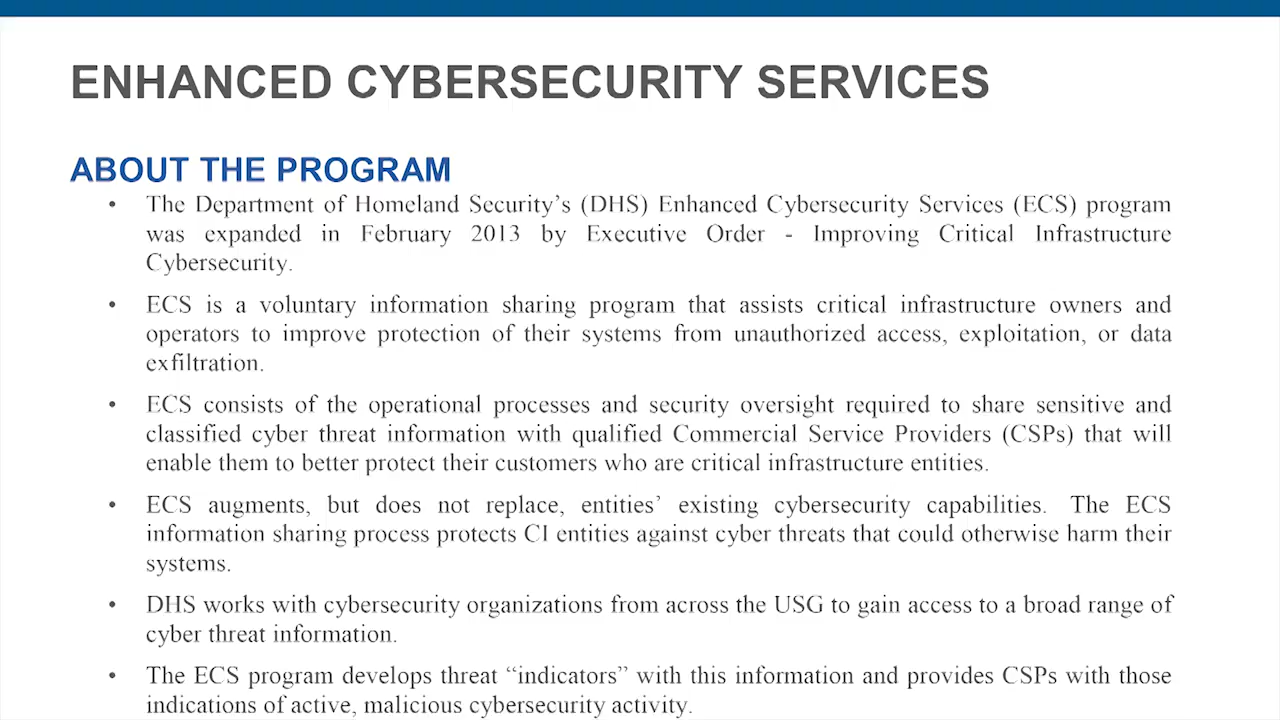 ENHANCED CYBERSECURITY SERVICES
ABOUT THE PROGRAM
• The Department of Homeland Security’s (DHS) Enhanced Cybersecurity Services (ECS) program
was expanded in February 2013 by Executive Order - Improving Critical Infrastructure
Cybersecurity.
• ECS is a voluntary information sharing program that assists critical infrastructure owners and
operators to improve protection of their systems from unauthorized access, exploitation, or data
exfiltration.
• ECS consists of the operational processes and security oversight required to share sensitive and
classified cyber threat information with qualified Commercial Service Providers (CSPs) that will
enable them to better protect their customers who are critical infrastructure entities.
• ECS augments, but does not replace, entities’ existing cybersecurity capabilities. The ECS
information sharing process protects CI entities against cyber threats that could otherwise harm their
systems.
• DHS works with cybersecurity organizations from across the USG to gain access to a broad range of
cyber threat information.
• The ECS program develops threat “indicators” with this information and provides CSPs with those
indications of active, malicious cybersecurity activity.